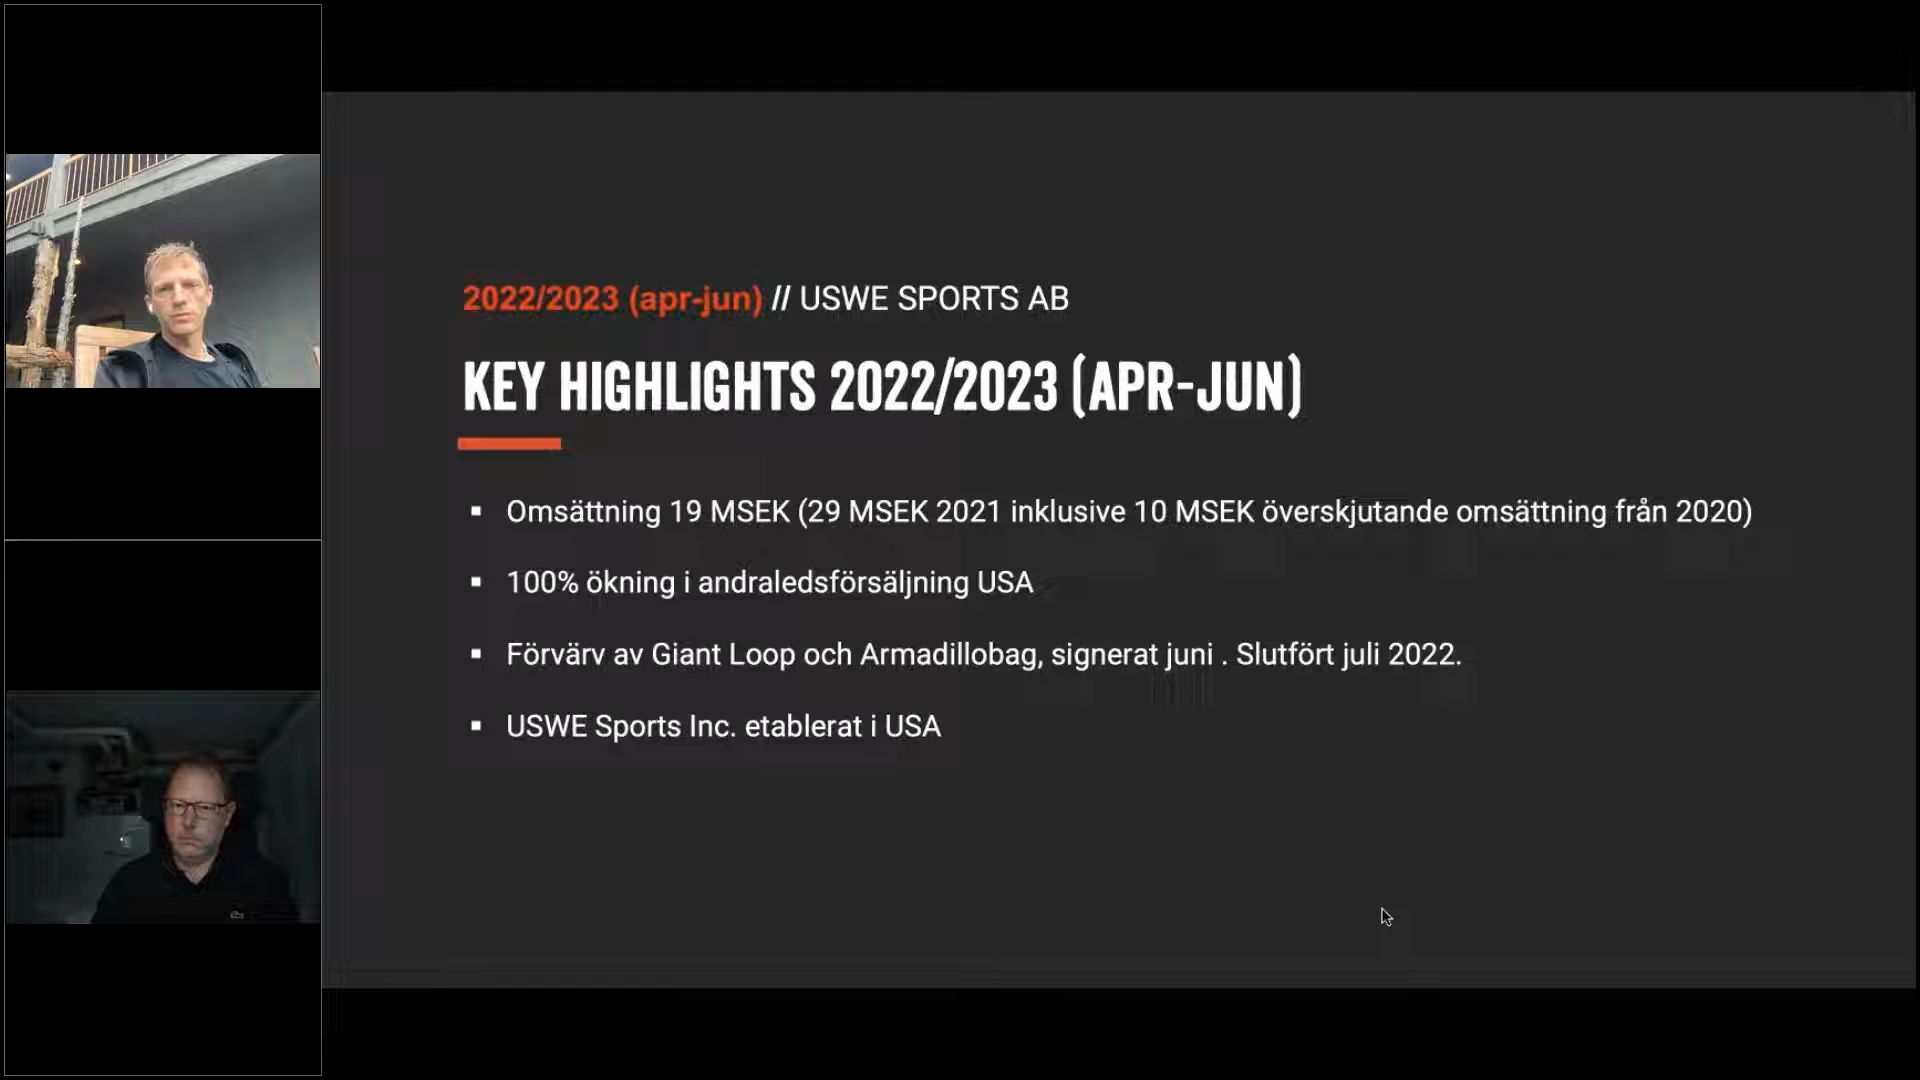 2022/2023 (apr-jun) // USWE SPORTS AB
KEY HIGHLIGHTS 2022/2023 (APR-JUN)
▪ Omsättning 19 MSEK (29 MSEK 2021 inklusive 10 MSEK överskjutande omsättning från 2020)
▪ 100% ökning i andraledsförsäljning USA
▪ Förvärv av Giant Loop och Armadillobag, signerat juni . Slutfört juli 2022.
▪ USWE Sports Inc. etablerat i USA